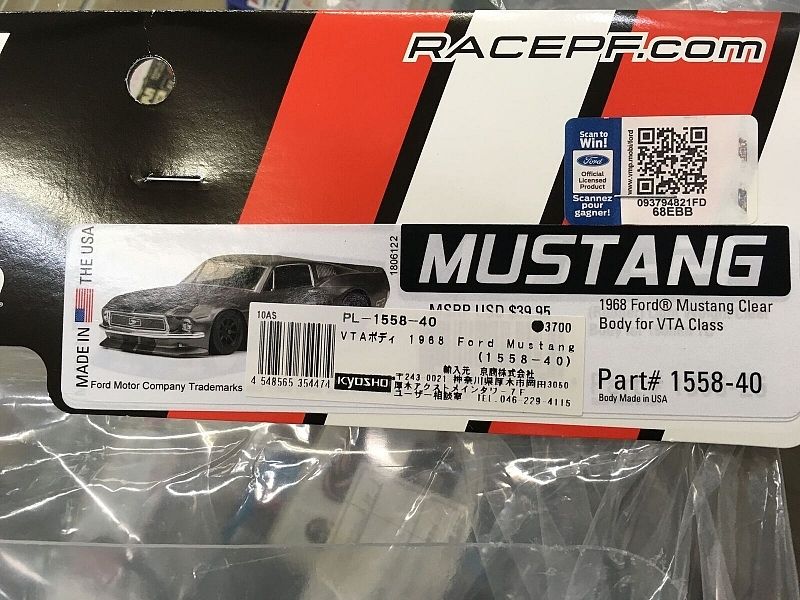 RACEPF.com
Scan to
Win!
Ford
Official
Licensed
Product
Scannez
pour
gagner!
www.vmp.mobi/ford
093794821FD
68EBB
MADE IN THE USA
1806122
MUSTANG
MSRP USD $39.95
1968 Ford® Mustang Clear
Body for VTA Class
Part# 1558-40
Body Made in USA
Ford Motor Company Trademarks
10AS
4 548565 354474
PL-1558-40
●3700
VTAボディ 1968 Ford Mustang
(1558-40)
KYOSHO
輸入元 京商株式会社
〒243-0021 神奈川県厚木市岡田3050
厚木アクストメインタワー7F
ユーザー相談室 TEL.046-229-4115